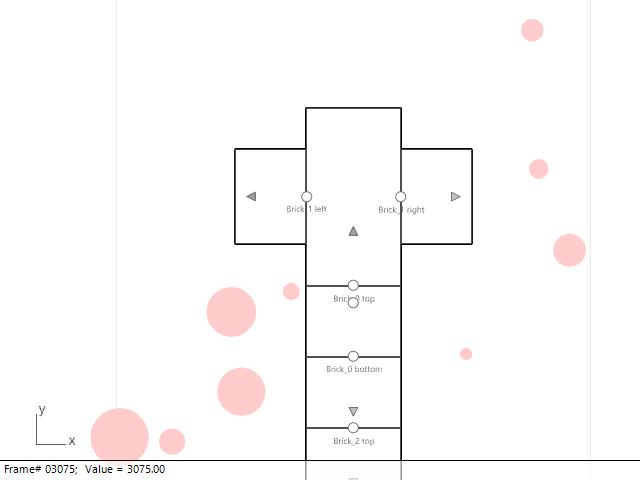 Brick_1 left
Brick_1 right
Brick_0 top
Brick_0 bottom
y
x
Brick_2 top
Frame# 03075;  Value = 3075.00